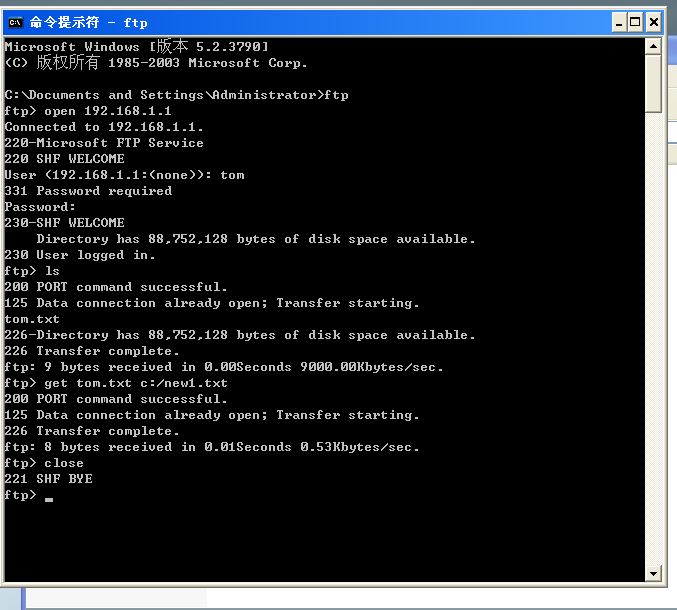 命令提示符 - ftp
Microsoft Windows [版本 5.2.3790]
(C) 版权所有 1985-2003 Microsoft Corp.
C:\Documents and Settings\Administrator>ftp
ftp> open 192.168.1.1
Connected to 192.168.1.1.
220-Microsoft FTP Service
220 SHF WELCOME
User (192.168.1.1:(none)): tom
331 Password required
Password:
230-SHF WELCOME
    Directory has 88,752,128 bytes of disk space available.
230 User logged in.
ftp> ls
200 PORT command successful.
125 Data connection already open; Transfer starting.
tom.txt
226-Directory has 88,752,128 bytes of disk space available.
226 Transfer complete.
ftp: 9 bytes received in 0.00Seconds 9000.00Kbytes/sec.
ftp> get tom.txt c:/new1.txt
200 PORT command successful.
125 Data connection already open; Transfer starting.
226 Transfer complete.
ftp: 8 bytes received in 0.01Seconds 0.53Kbytes/sec.
ftp> close
221 SHF BYE
ftp> _